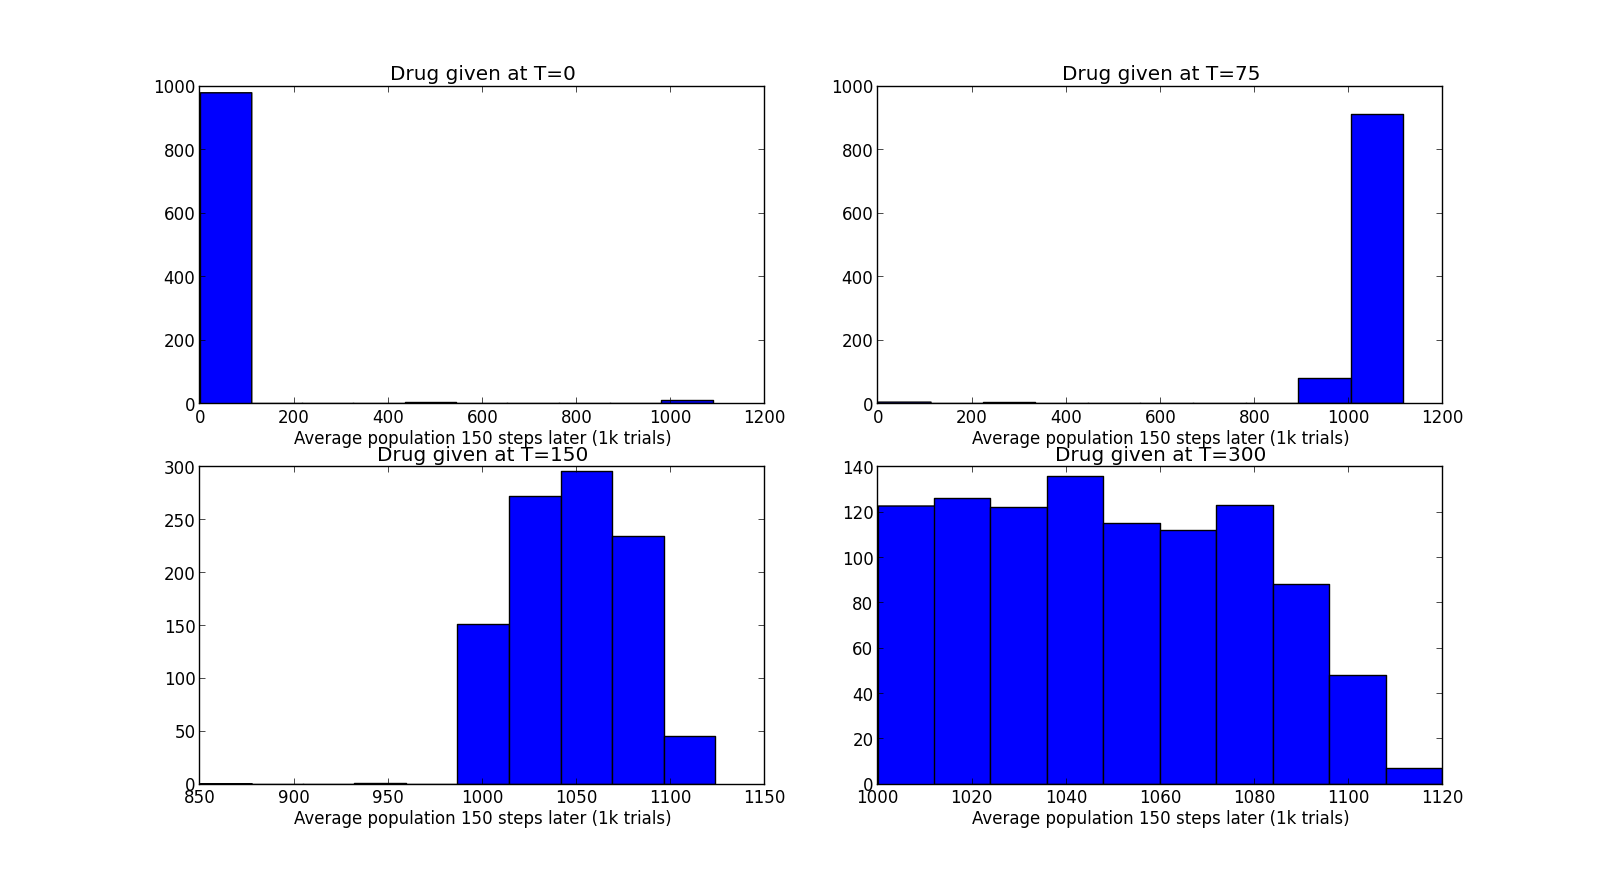 Drug given at T=0
1000
800
600
400
200
0
0 200 400 600 800 1000 1200
Average population 150 steps later (1k trials)
Drug given at T=75
1000
800
600
400
200
0
0 200 400 600 800 1000 1200
Average population 150 steps later (1k trials)
Drug given at T=150
300
250
200
150
100
50
0
850 900 950 1000 1050 1100 1150
Average population 150 steps later (1k trials)
Drug given at T=300
140
120
100
80
60
40
20
0
1000 1020 1040 1060 1080 1100 1120
Average population 150 steps later (1k trials)